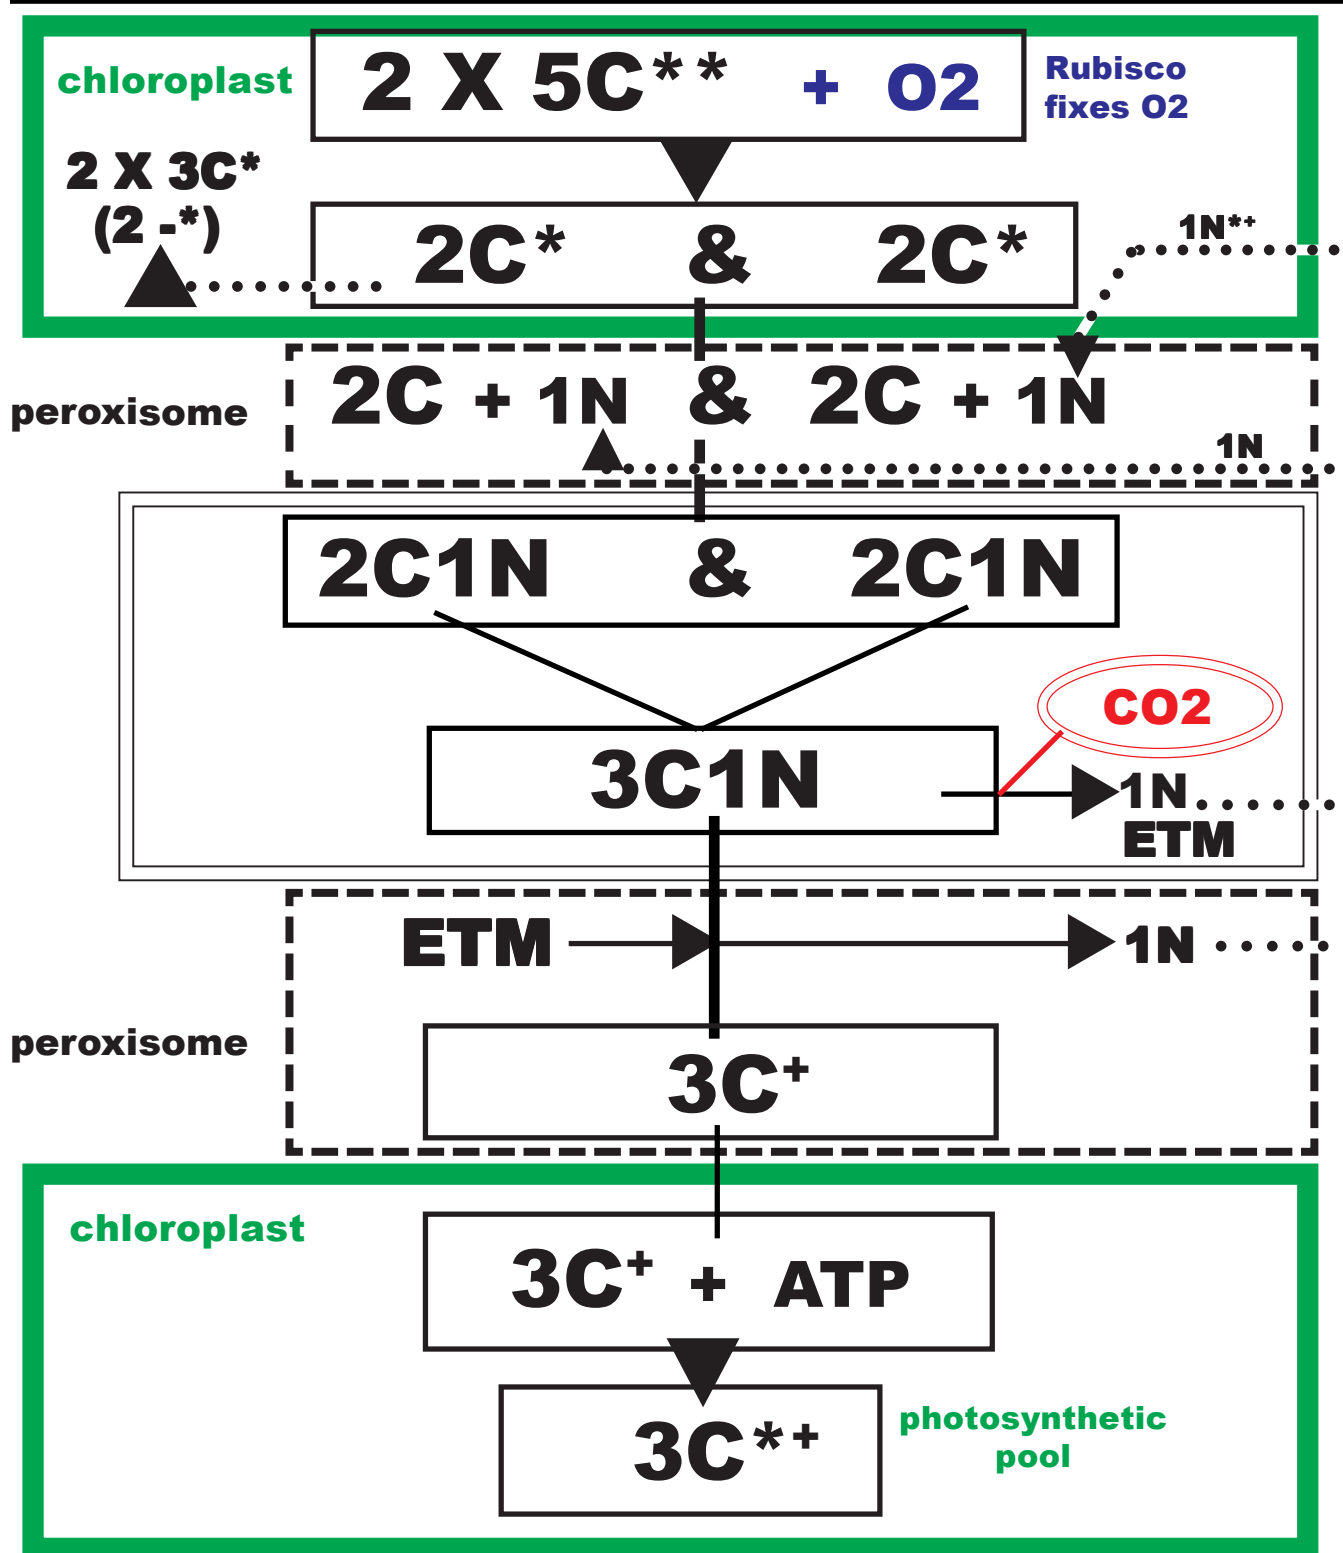 chloroplast
2 X 5C** + O2
Rubisco
fixes O2
2 X 3C*
(2 -*)
2C* & 2C*
1N*+
peroxisome
2C + 1N & 2C + 1N
1N
2C1N & 2C1N
CO2
3C1N
1N
ETM
ETM
1N
peroxisome
3C+
chloroplast
3C+ + ATP
3C*+
photosynthetic
pool